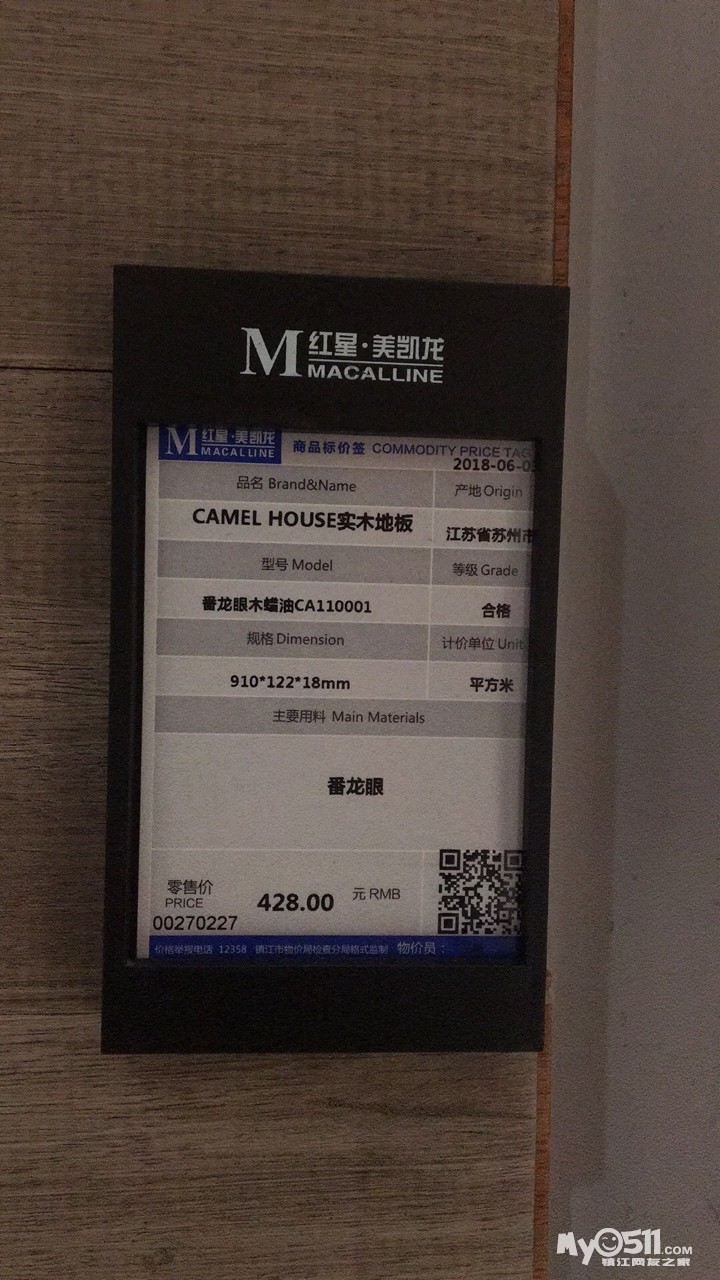 M 红星·美凯龙
MACALLINE
M 红星·美凯龙
MACALLINE
商品标价签 COMMODITY PRICE TAG
2018-06-03
品名 Brand&Name
产地 Origin
CAMEL HOUSE实木地板
江苏省苏州市
型号 Model
等级 Grade
番龙眼木蜡油CA110001
合格
规格 Dimension
计价单位 Unit
910*122*18mm
平方米
主要用料 Main Materials
番龙眼
零售价
PRICE
428.00
元 RMB
00270227
价格举报电话 12358 镇江市物价局检查分局格式监制 物价员：
My0511.COM
镇江网友之家